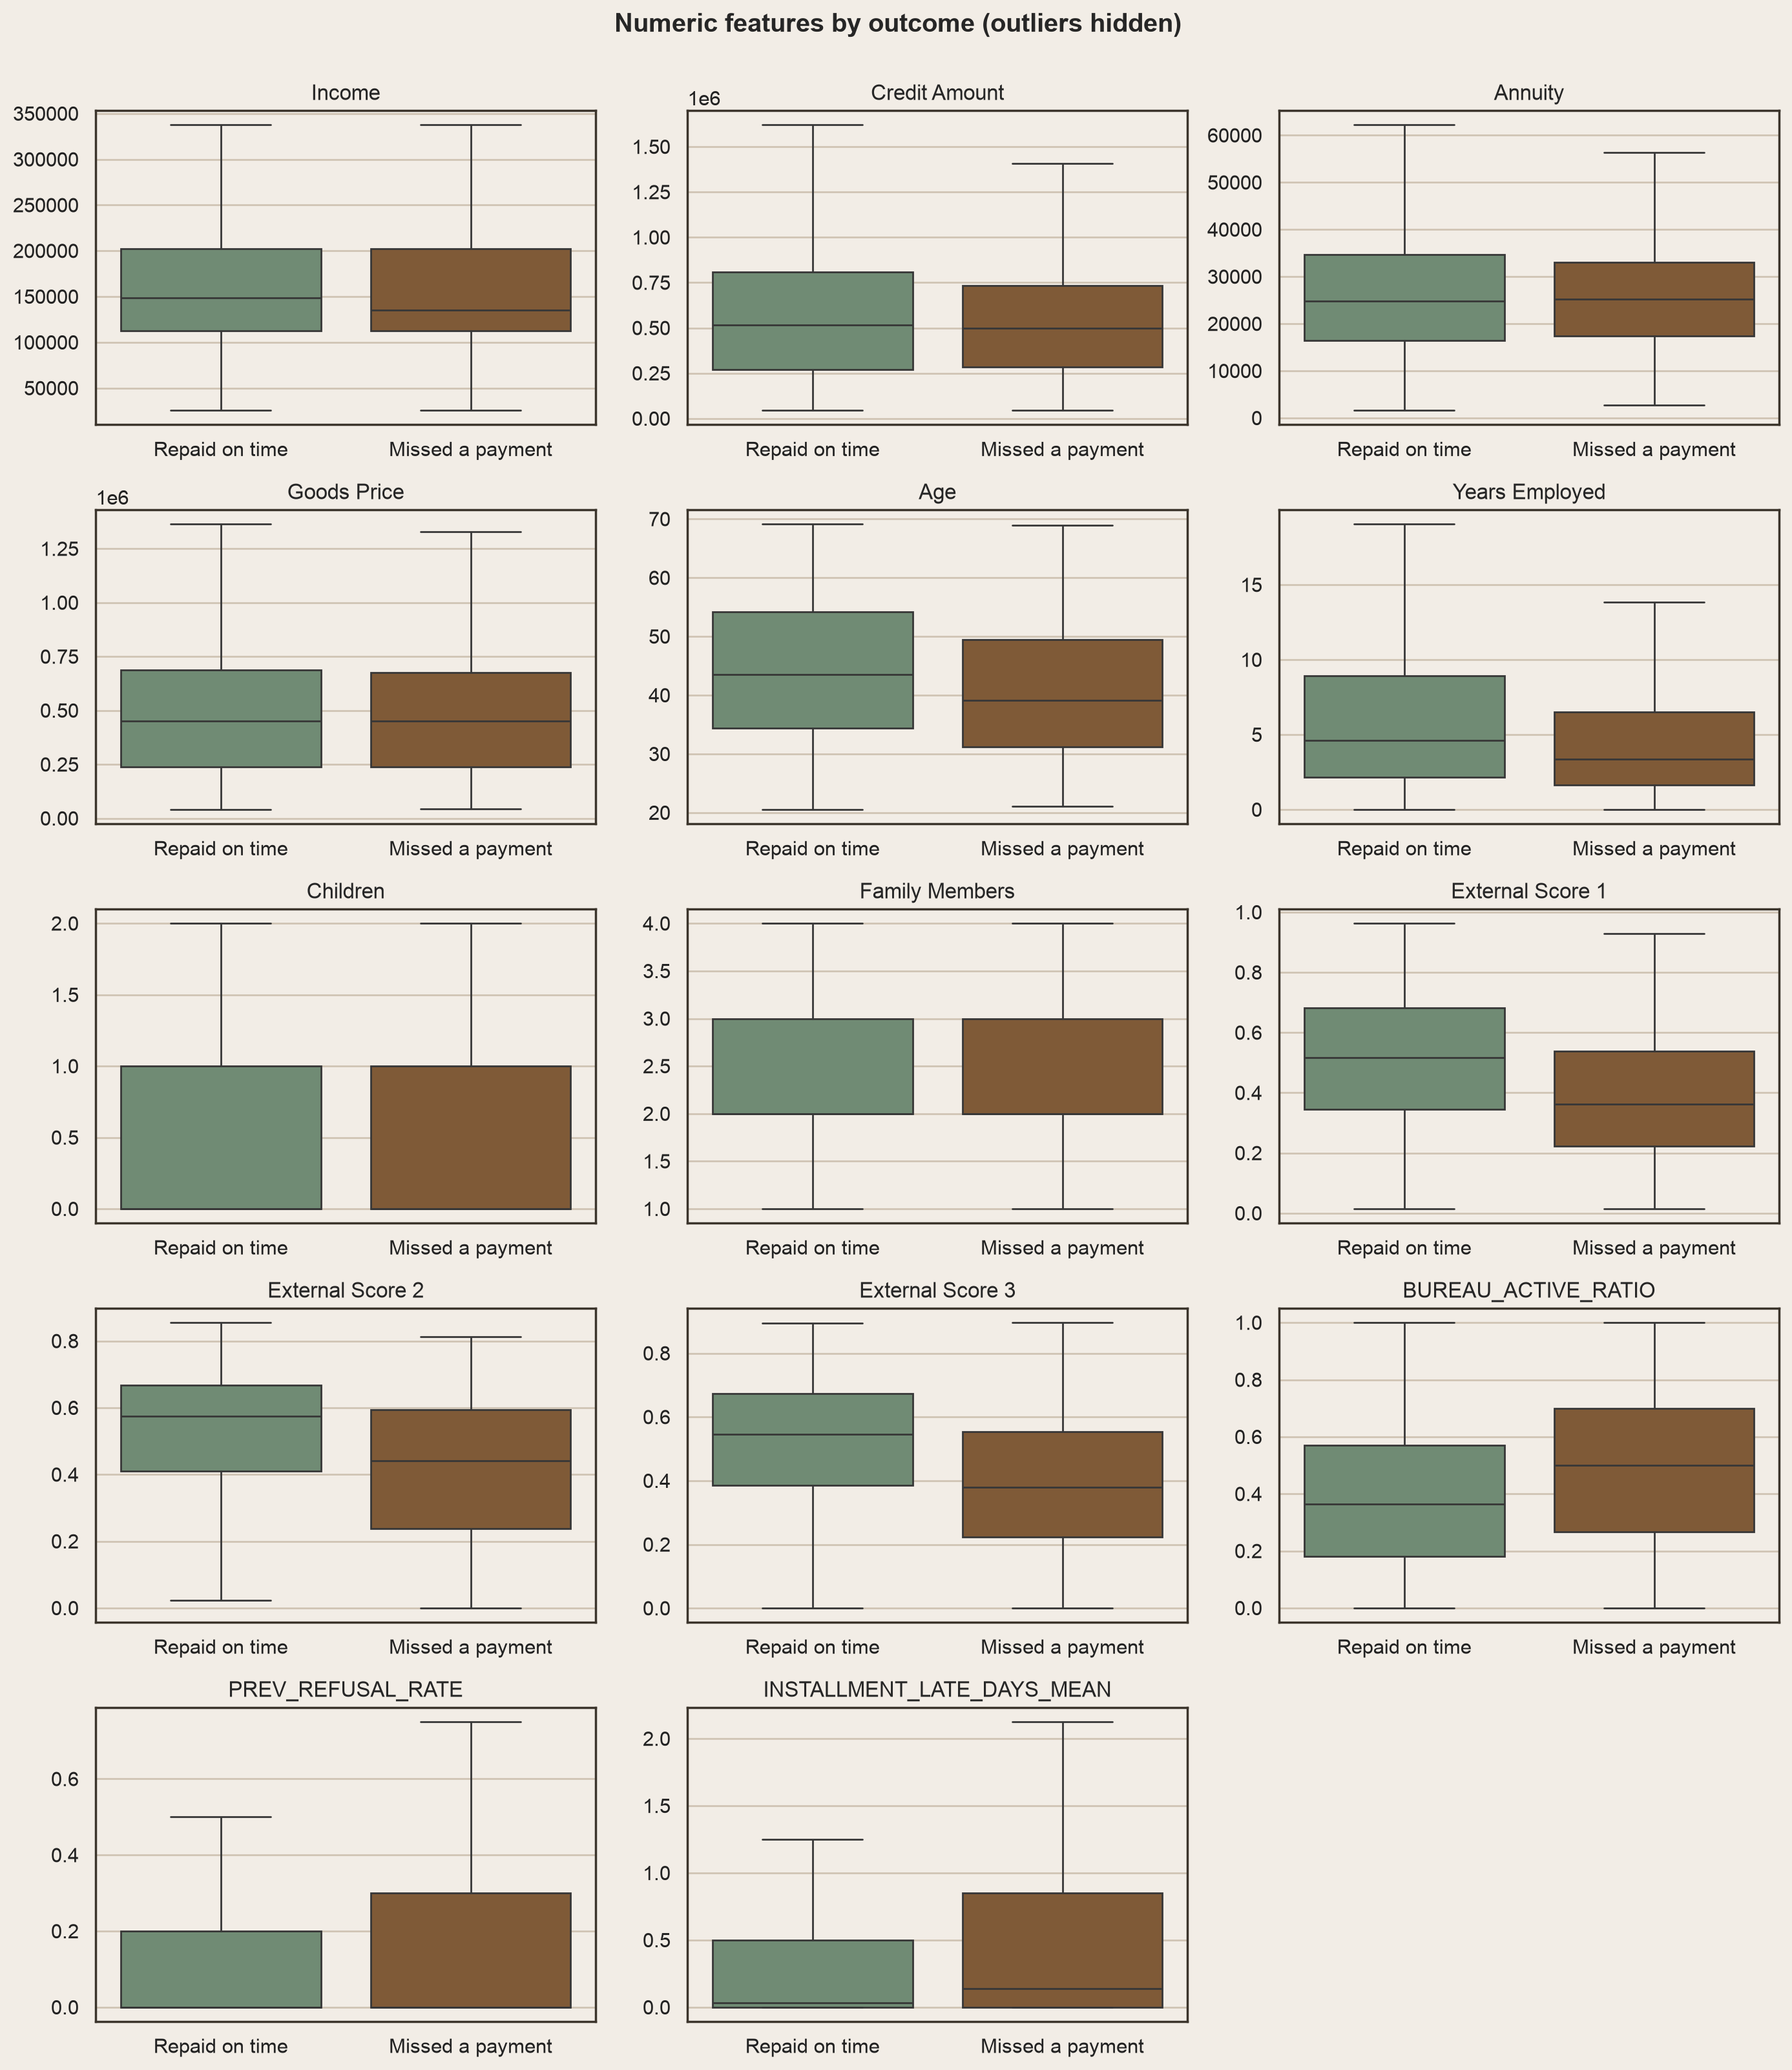 Numeric features by outcome (outliers hidden)
Income
350000
300000
250000
200000
150000
100000
50000
Repaid on time
Missed a payment
Credit Amount
1e6
1.50
1.25
1.00
0.75
0.50
0.25
0.00
Repaid on time
Missed a payment
Annuity
60000
50000
40000
30000
20000
10000
0
Repaid on time
Missed a payment
Goods Price
1e6
1.25
1.00
0.75
0.50
0.25
0.00
Repaid on time
Missed a payment
Age
70
60
50
40
30
20
Repaid on time
Missed a payment
Years Employed
15
10
5
0
Repaid on time
Missed a payment
Children
2.0
1.5
1.0
0.5
0.0
Repaid on time
Missed a payment
Family Members
4.0
3.5
3.0
2.5
2.0
1.5
1.0
Repaid on time
Missed a payment
External Score 1
1.0
0.8
0.6
0.4
0.2
0.0
Repaid on time
Missed a payment
External Score 2
0.8
0.6
0.4
0.2
0.0
Repaid on time
Missed a payment
External Score 3
0.8
0.6
0.4
0.2
0.0
Repaid on time
Missed a payment
BUREAU_ACTIVE_RATIO
1.0
0.8
0.6
0.4
0.2
0.0
Repaid on time
Missed a payment
PREV_REFUSAL_RATE
0.6
0.4
0.2
0.0
Repaid on time
Missed a payment
INSTALLMENT_LATE_DAYS_MEAN
2.0
1.5
1.0
0.5
0.0
Repaid on time
Missed a payment